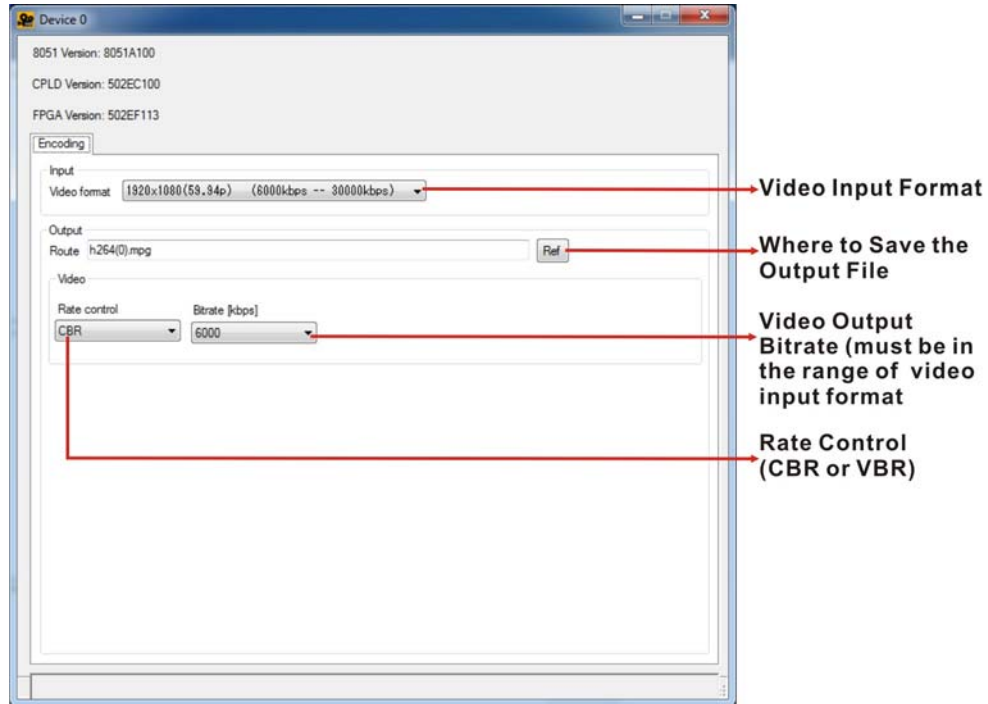 Device 0
8051 Version: 8051A100
CPLD Version: 502EC100
FPGA Version: 502EF113
Encoding
Input
Video format 1920x1080(59.94p) (6000kbps -- 30000kbps)
Video Input Format
Output
Route h264(0).mpg Ref
Where to Save the
Output File
Video
Rate control Bitrate [kbps]
CBR 6000
Video Output
Bitrate (must be in
the range of video
input format
Rate Control
(CBR or VBR)